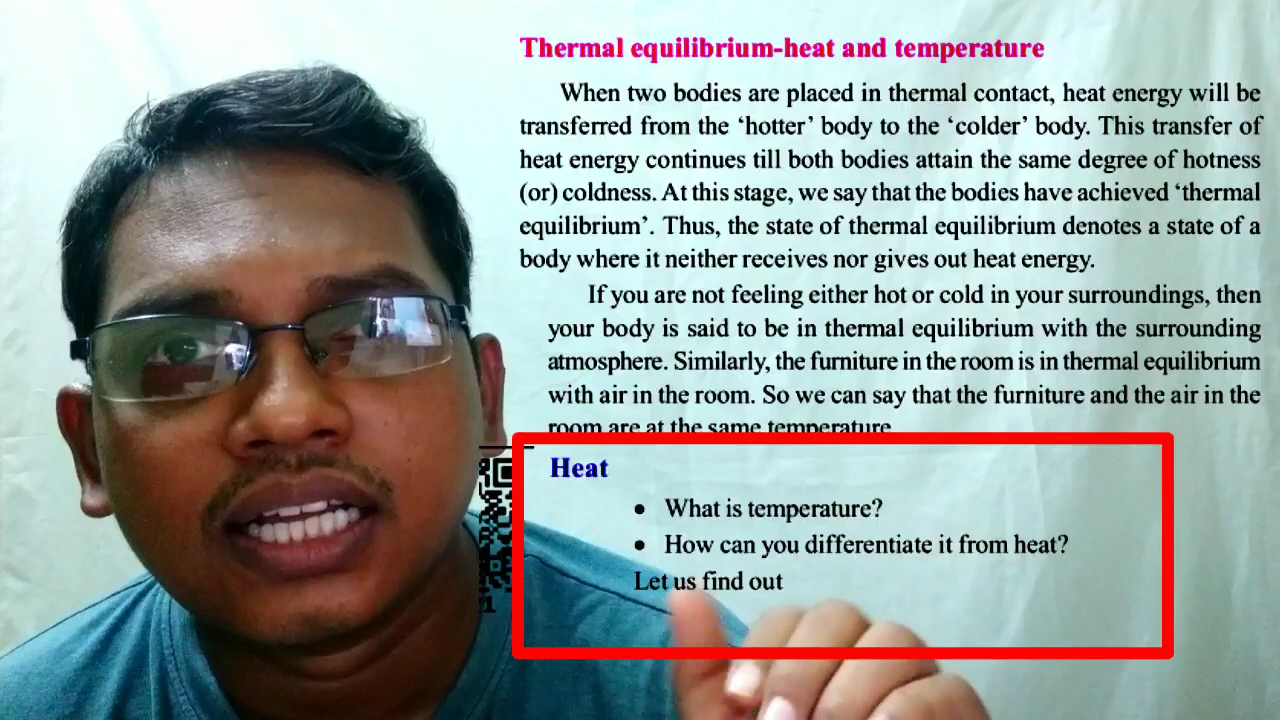 Thermal equilibrium-heat and temperature
When two bodies are placed in thermal contact, heat energy will be
transferred from the ‘hotter’ body to the ‘colder’ body. This transfer of
heat energy continues till both bodies attain the same degree of hotness
(or) coldness. At this stage, we say that the bodies have achieved ‘thermal
equilibrium’. Thus, the state of thermal equilibrium denotes a state of a
body where it neither receives nor gives out heat energy.
If you are not feeling either hot or cold in your surroundings, then
your body is said to be in thermal equilibrium with the surrounding
atmosphere. Similarly, the furniture in the room is in thermal equilibrium
with air in the room. So we can say that the furniture and the air in the
room are at the same temperature
Heat
• What is temperature?
• How can you differentiate it from heat?
Let us find out